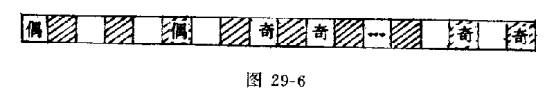 偶 偶 奇 奇 … 奇 奇
图 29-6